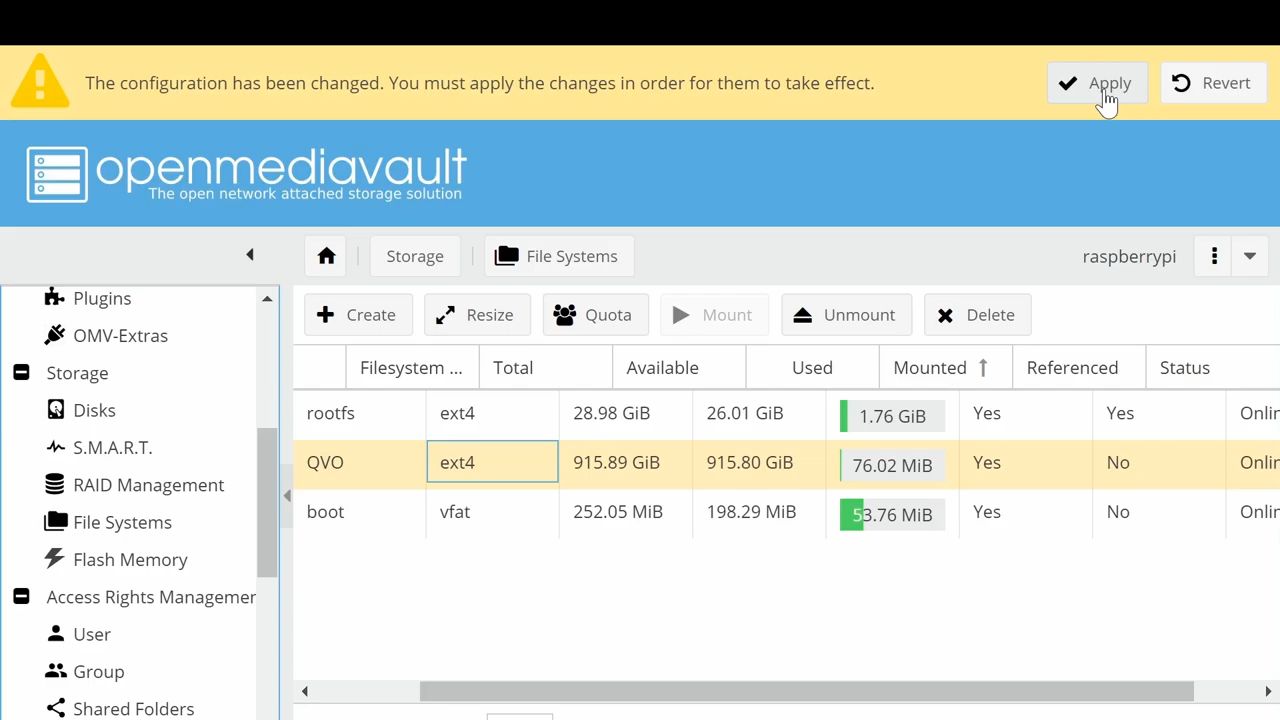 The configuration has been changed. You must apply the changes in order for them to take effect.
Apply
Revert
openmediavault
The open network attached storage solution
Storage
File Systems
raspberrypi
Plugins
OMV-Extras
Storage
Disks
S.M.A.R.T.
RAID Management
File Systems
Flash Memory
Access Rights Managemen
User
Group
Shared Folders
Create
Resize
Quota
Mount
Unmount
Delete
Filesystem ... Total Available Used Mounted Referenced Status
rootfs ext4 28.98 GiB 26.01 GiB 1.76 GiB Yes Yes Onlin
QVO ext4 915.89 GiB 915.80 GiB 76.02 MiB Yes No Onlin
boot vfat 252.05 MiB 198.29 MiB 53.76 MiB Yes No Onlin